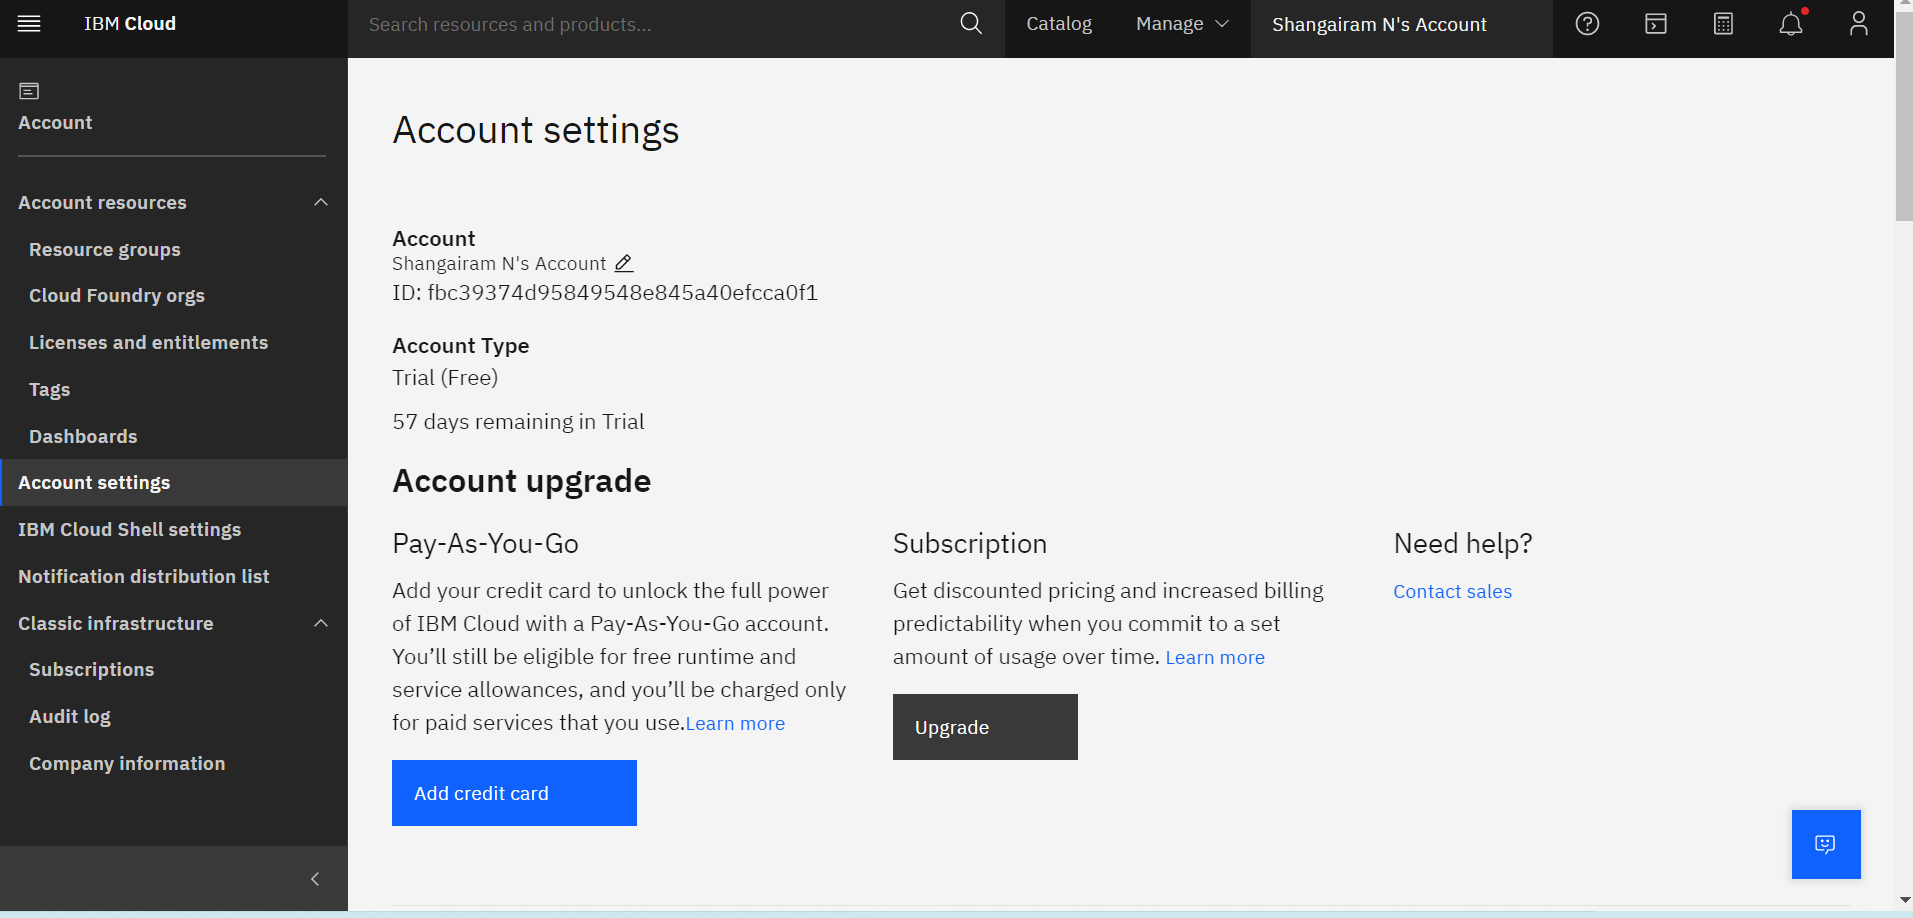 IBM Cloud
Search resources and products...
Catalog
Manage
Shangairam N's Account
Account
Account resources
Resource groups
Cloud Foundry orgs
Licenses and entitlements
Tags
Dashboards
Account settings
IBM Cloud Shell settings
Notification distribution list
Classic infrastructure
Subscriptions
Audit log
Company information
Account settings
Account
Shangairam N's Account
ID: fbc39374d95849548e845a40efcca0f1
Account Type
Trial (Free)
57 days remaining in Trial
Account upgrade
Pay-As-You-Go
Add your credit card to unlock the full power
of IBM Cloud with a Pay-As-You-Go account.
You’ll still be eligible for free runtime and
service allowances, and you’ll be charged only
for paid services that you use.Learn more
Add credit card
Subscription
Get discounted pricing and increased billing
predictability when you commit to a set
amount of usage over time. Learn more
Upgrade
Need help?
Contact sales